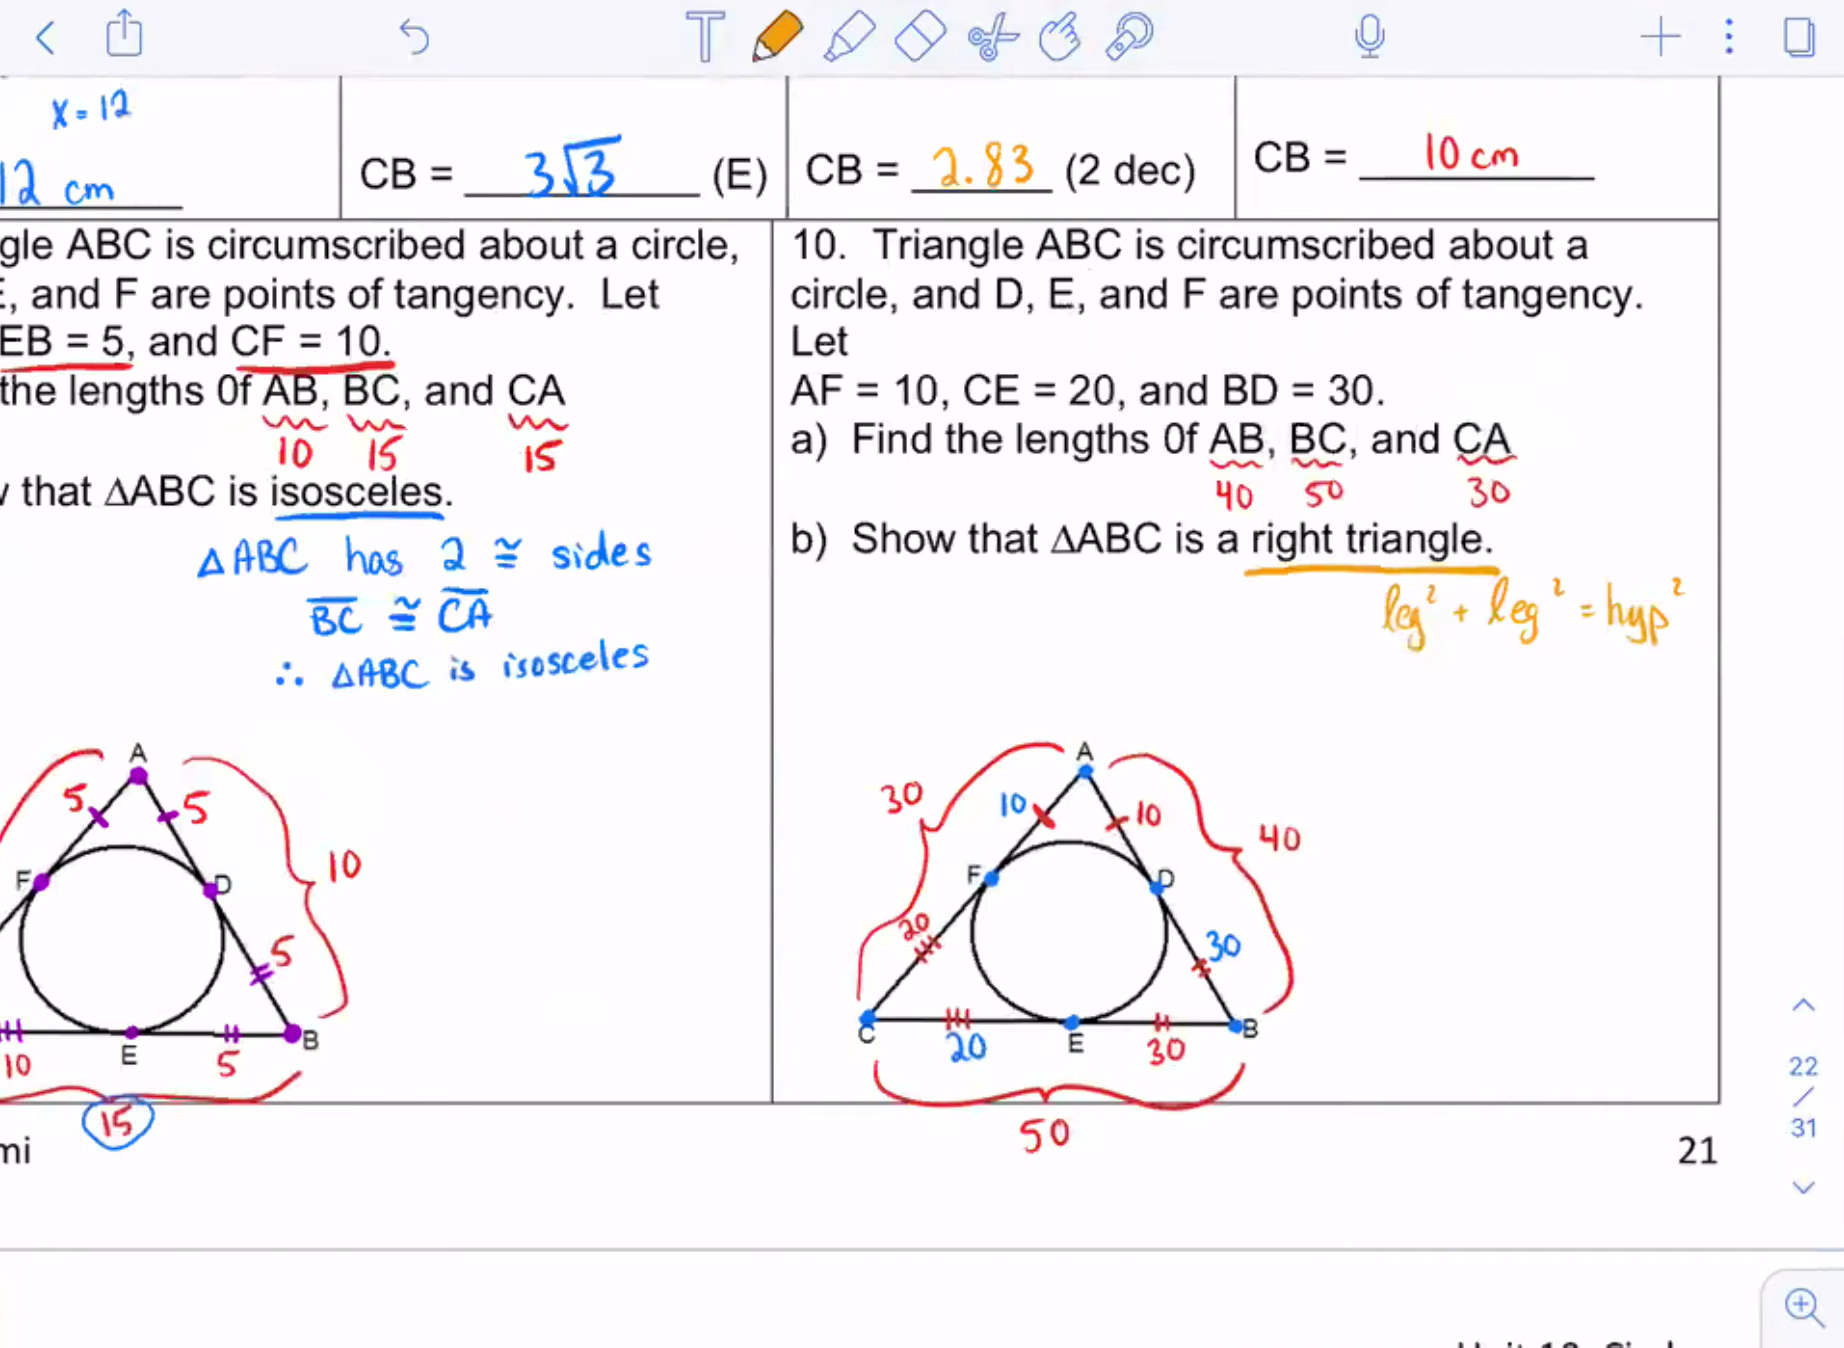 x = 12
12 cm
CB = 3√3 (E)
CB = 2.83 (2 dec)
CB = 10 cm
gle ABC is circumscribed about a circle,
E, and F are points of tangency. Let
EB = 5, and CF = 10.
the lengths 0f AB, BC, and CA
10 15 15
that ΔABC is isosceles.
Δ ABC has 2 ≅ sides
BC ≅ CA
∴ ΔABC is isosceles
A
5 5
F D
10
5
B
10 E 5
15
mi
10. Triangle ABC is circumscribed about a
circle, and D, E, and F are points of tangency.
Let
AF = 10, CE = 20, and BD = 30.
a) Find the lengths 0f AB, BC, and CA
40 50 30
b) Show that ΔABC is a right triangle.
leg² + leg² = hyp²
A
30 10 10 40
F D
20 30
C E B
20 30
50
21
22
/
31